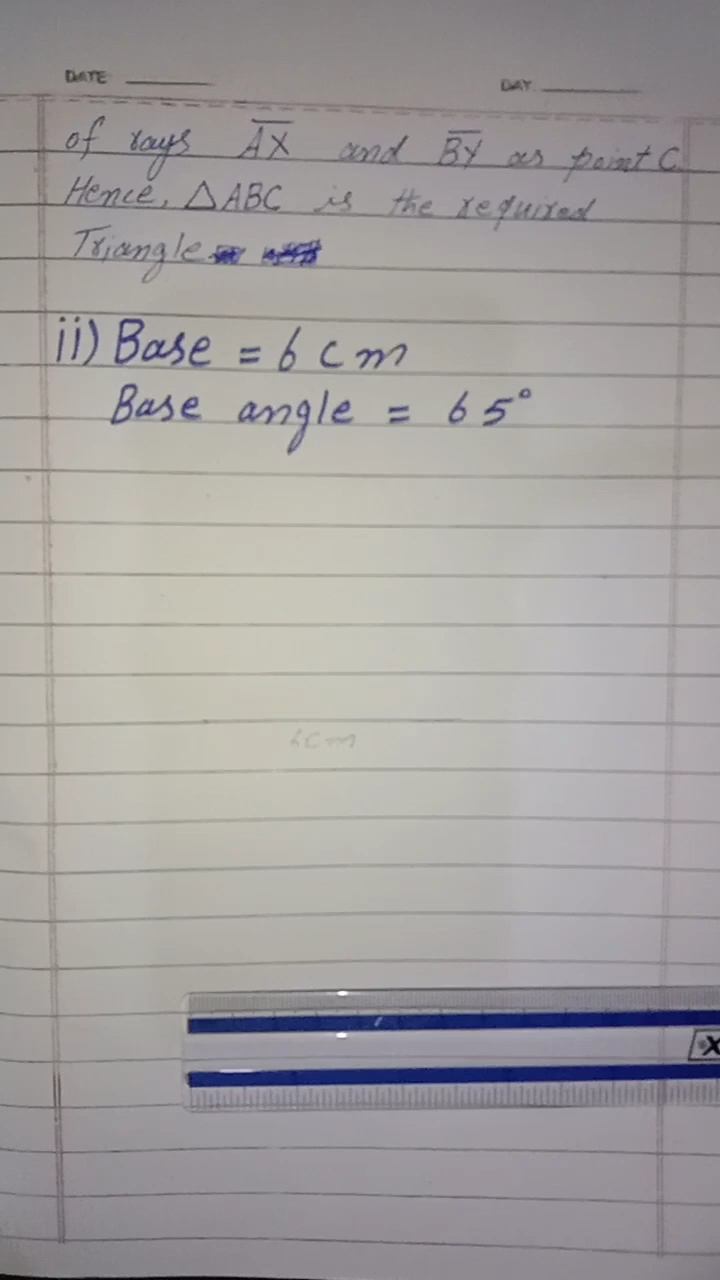 DATE
DAY
of rays AX and BY as point C.
Hence, △ABC is the required
Triangle
ii) Base = 6 cm
Base angle = 65°
6cm
X